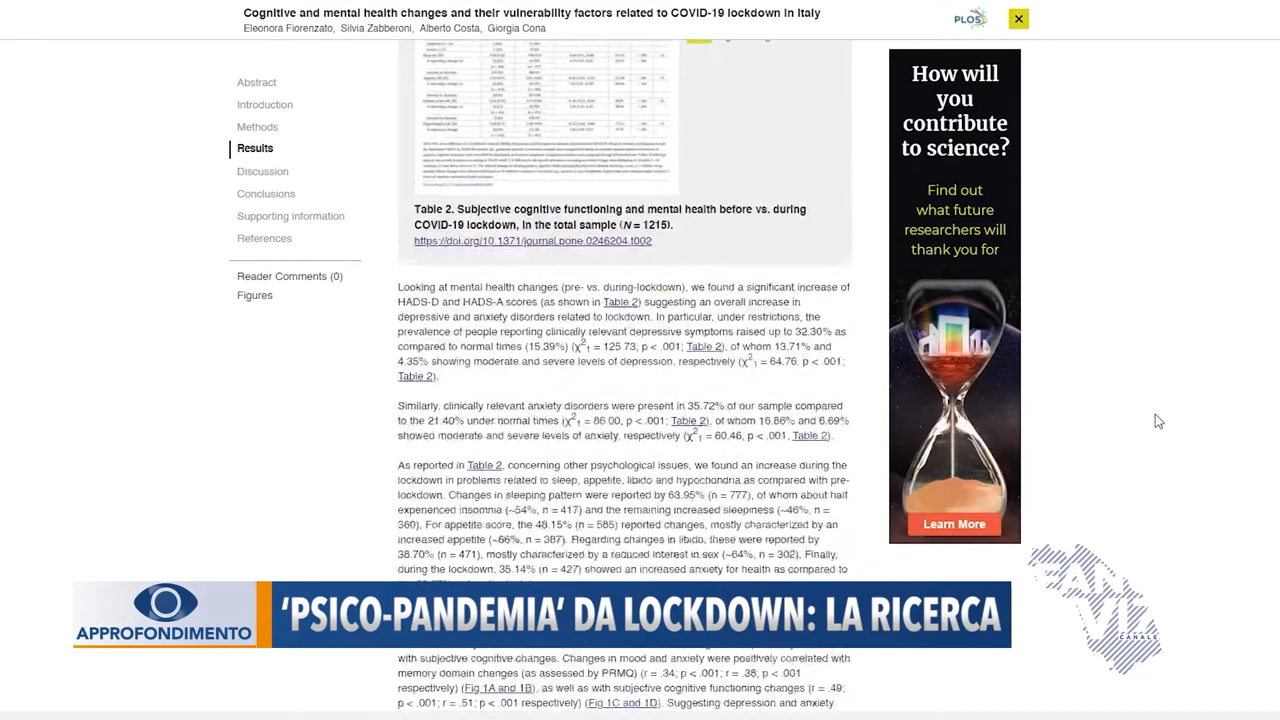 Cognitive and mental health changes and their vulnerability factors related to COVID-19 lockdown in Italy
Eleonora Fiorenzato, Silvia Zabberoni, Alberto Costa, Giorgia Cona
PLOS
Abstract
Introduction
Methods
Results
Discussion
Conclusions
Supporting information
References
Reader Comments (0)
Figures
Table 2. Subjective cognitive functioning and mental health before vs. during
COVID-19 lockdown, in the total sample (N = 1215).
https://doi.org/10.1371/journal.pone.0246204.t002
Looking at mental health changes (pre- vs. during-lockdown), we found a significant increase of
HADS-D and HADS-A scores (as shown in Table 2) suggesting an overall increase in
depressive and anxiety disorders related to lockdown. In particular, under restrictions, the
prevalence of people reporting clinically relevant depressive symptoms raised up to 32.30% as
compared to normal times (15.39%) (χ²₁ = 125.73, p < .001; Table 2), of whom 13.71% and
4.35% showing moderate and severe levels of depression, respectively (χ²₁ = 64.76, p < .001;
Table 2).
Similarly, clinically relevant anxiety disorders were present in 35.72% of our sample compared
to the 21.40% under normal times (χ²₁ = 86.00, p < .001; Table 2), of whom 16.86% and 6.69%
showed moderate and severe levels of anxiety, respectively (χ²₁ = 60.46, p < .001, Table 2).
As reported in Table 2, concerning other psychological issues, we found an increase during the
lockdown in problems related to sleep, appetite, libido and hypochondria as compared with pre-
lockdown. Changes in sleeping pattern were reported by 63.95% (n = 777), of whom about half
experienced insomnia (~54%, n = 417) and the remaining increased sleepiness (~46%, n =
360). For appetite score, the 48.15% (n = 585) reported changes, mostly characterized by an
increased appetite (~66%, n = 387). Regarding changes in libido, these were reported by
38.70% (n = 471), mostly characterized by a reduced interest in sex (~64%, n = 302). Finally,
during the lockdown, 35.14% (n = 427) showed an increased anxiety for health as compared to
with subjective cognitive changes. Changes in mood and anxiety were positively correlated with
memory domain changes (as assessed by PRMQ) (r = .34; p < .001; r = .38; p < .001
respectively) (Fig 1A and 1B), as well as with subjective cognitive functioning changes (r = .49;
p < .001; r = .51; p < .001 respectively) (Fig 1C and 1D). Suggesting depression and anxiety
How will
you
contribute
to science?
Find out
what future
researchers will
thank you for
Learn More
APPROFONDIMENTO
'PSICO-PANDEMIA' DA LOCKDOWN: LA RICERCA
CANALE